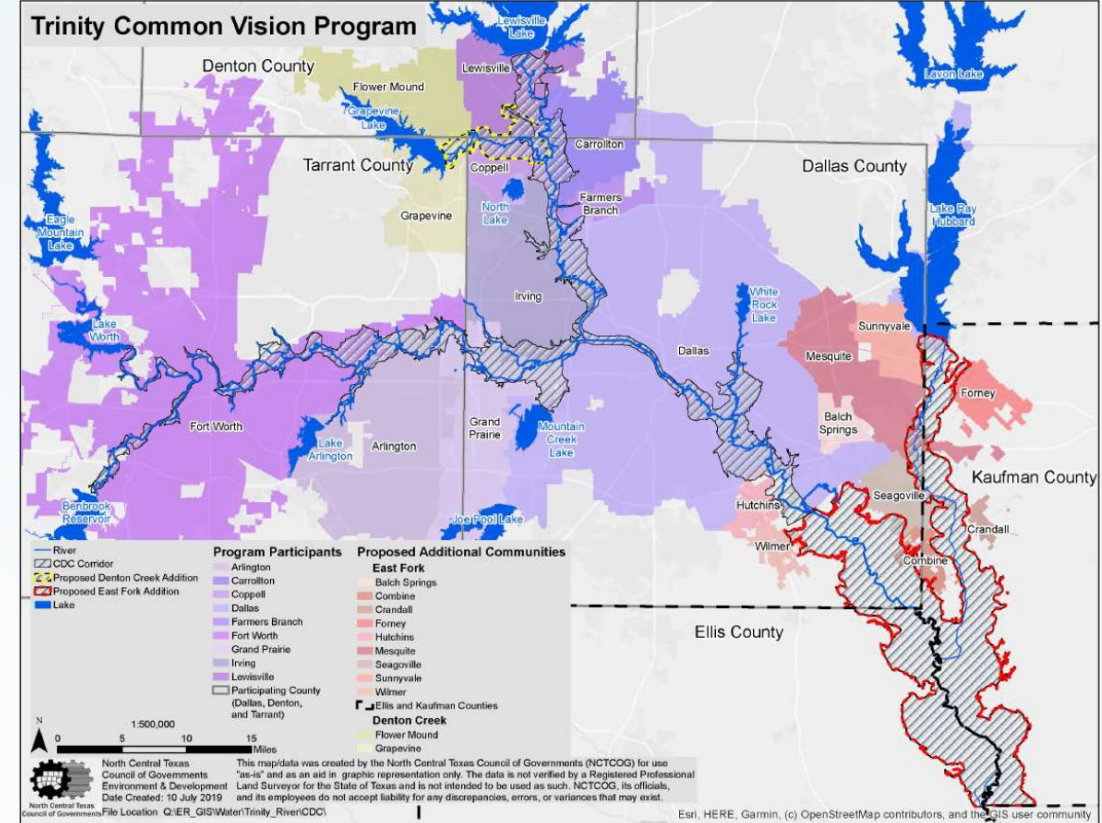 Trinity Common Vision Program
Lewisville
Lake
Denton County
Lewisville
Lavon Lake
Flower Mound
Grapevine
Lake
Carrollton
Tarrant County
Coppell
Dallas County
North
Lake
Farmers
Branch
Grapevine
Lake Ray
Hubbard
Eagle
Mountain
Lake
Irving
White
Rock
Lake
Lake
Worth
Sunnyvale
Dallas
Mesquite
Forney
Fort Worth
Grand
Prairie
Mountain
Creek
Lake
Balch
Springs
Lake
Arlington
Arlington
Kaufman County
Seagoville
Benbrook
Reservoir
Hutchins
Joe Pool Lake
Crandall
Wilmer
Combine
Ellis County
River
CDC Corridor
Proposed Denton Creek Addition
Proposed East Fork Addition
Lake
Program Participants
Arlington
Carrollton
Coppell
Dallas
Farmers Branch
Fort Worth
Grand Prairie
Irving
Lewisville
Participating County
(Dallas, Denton,
and Tarrant)
Proposed Additional Communities
East Fork
Balch Springs
Combine
Crandall
Forney
Hutchins
Mesquite
Seagoville
Sunnyvale
Wilmer
Ellis and Kaufman Counties
Denton Creek
Flower Mound
Grapevine
N
1:500,000
0 5 10 15
Miles
North Central Texas
Council of Governments
North Central Texas
Council of Governments
Environment & Development
Date Created: 10 July 2019
File Location Q:\ER_GIS\Water\Trinity_River\CDC\
This map/data was created by the North Central Texas Council of Governments (NCTCOG) for use
"as-is" and as an aid in graphic representation only. The data is not verified by a Registered Professional
Land Surveyor for the State of Texas and is not intended to be used as such. NCTCOG, its officials,
and its employees do not accept liability for any discrepancies, errors, or variances that may exist.
Esri, HERE, Garmin, (c) OpenStreetMap contributors, and the GIS user community